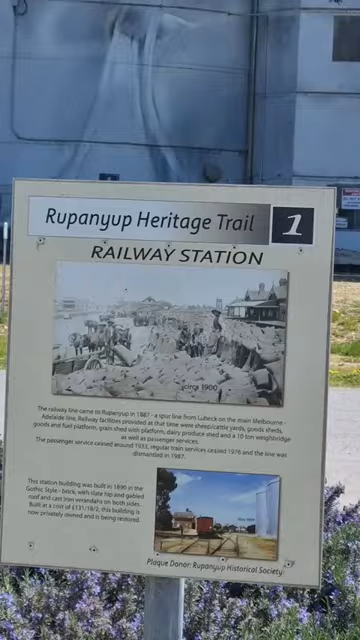 Rupanyup Heritage Trail 1
RAILWAY STATION
circa 1900
The railway line came to Rupanyup in 1887 - a spur line from Lubeck on the main Melbourne -
Adelaide line. Railway facilities provided at that time were sheep/cattle yards, goods sheds,
goods and fuel platform, grain shed with platform, dairy produce shed and a 10 ton weighbridge
as well as passenger services.
The passenger service ceased around 1933, regular train services ceased 1976 and the line was
dismantled in 1987.
This station building was built in 1890 in the
Gothic Style - brick, with slate hip and gabled
roof and cast iron verandahs on both sides.
Built at a cost of £131/18/2, this building is
now privately owned and is being restored.
Plaque Donor: Rupanyup Historical Society